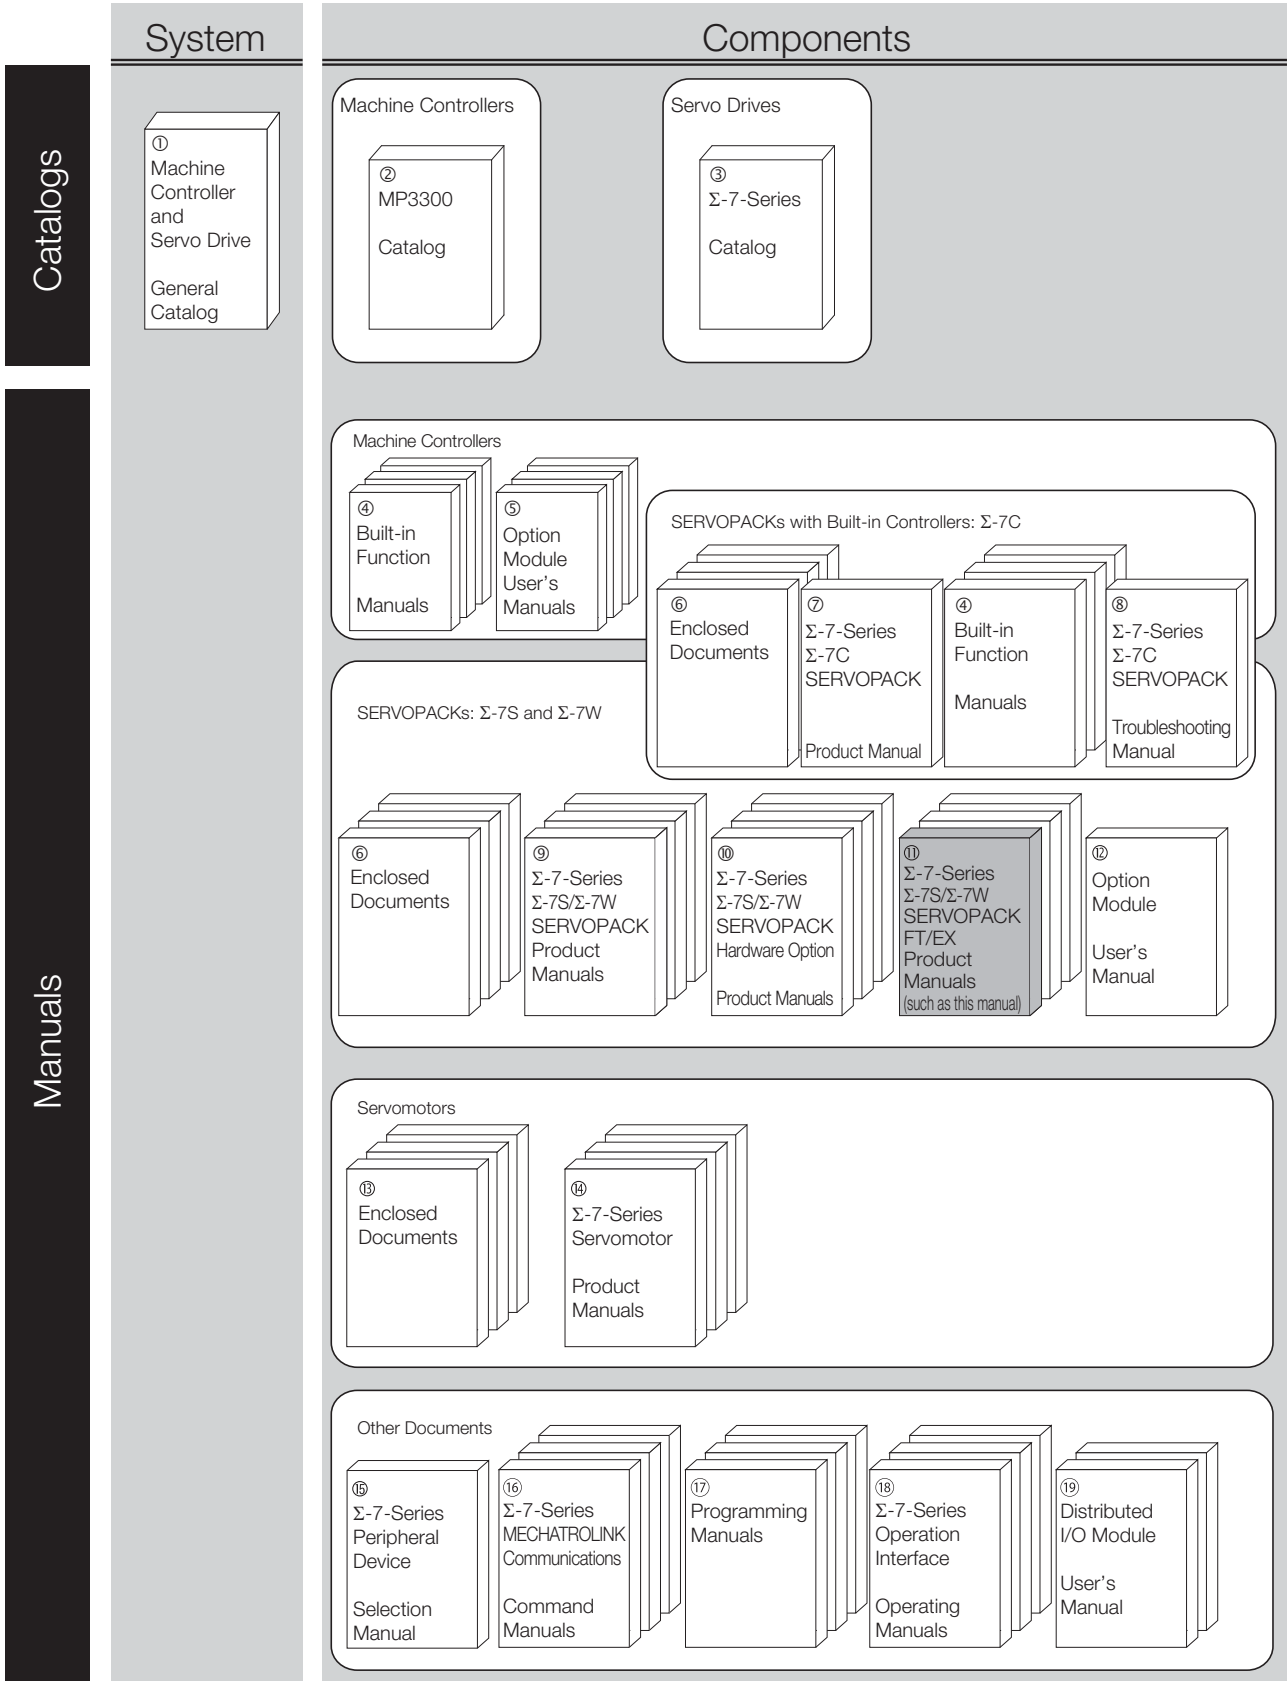 System
Components
Catalogs
①
Machine
Controller
and
Servo Drive
General
Catalog
Machine Controllers
②
MP3300
Catalog
Servo Drives
③
Σ-7-Series
Catalog
Manuals
Machine Controllers
④
Built-in
Function
Manuals
⑤
Option
Module
User's
Manuals
SERVOPACKs with Built-in Controllers: Σ-7C
⑥
Enclosed
Documents
⑦
Σ-7-Series
Σ-7C
SERVOPACK
Product Manual
④
Built-in
Function
Manuals
⑧
Σ-7-Series
Σ-7C
SERVOPACK
Troubleshooting
Manual
SERVOPACKs: Σ-7S and Σ-7W
⑥
Enclosed
Documents
⑨
Σ-7-Series
Σ-7S/Σ-7W
SERVOPACK
Product
Manuals
⑩
Σ-7-Series
Σ-7S/Σ-7W
SERVOPACK
Hardware Option
Product Manuals
⑪
Σ-7-Series
Σ-7S/Σ-7W
SERVOPACK
FT/EX
Product
Manuals
(such as this manual)
⑫
Option
Module
User's
Manual
Servomotors
⑬
Enclosed
Documents
⑭
Σ-7-Series
Servomotor
Product
Manuals
Other Documents
⑮
Σ-7-Series
Peripheral
Device
Selection
Manual
⑯
Σ-7-Series
MECHATROLINK
Communications
Command
Manuals
⑰
Programming
Manuals
⑱
Σ-7-Series
Operation
Interface
Operating
Manuals
⑲
Distributed
I/O Module
User's
Manual